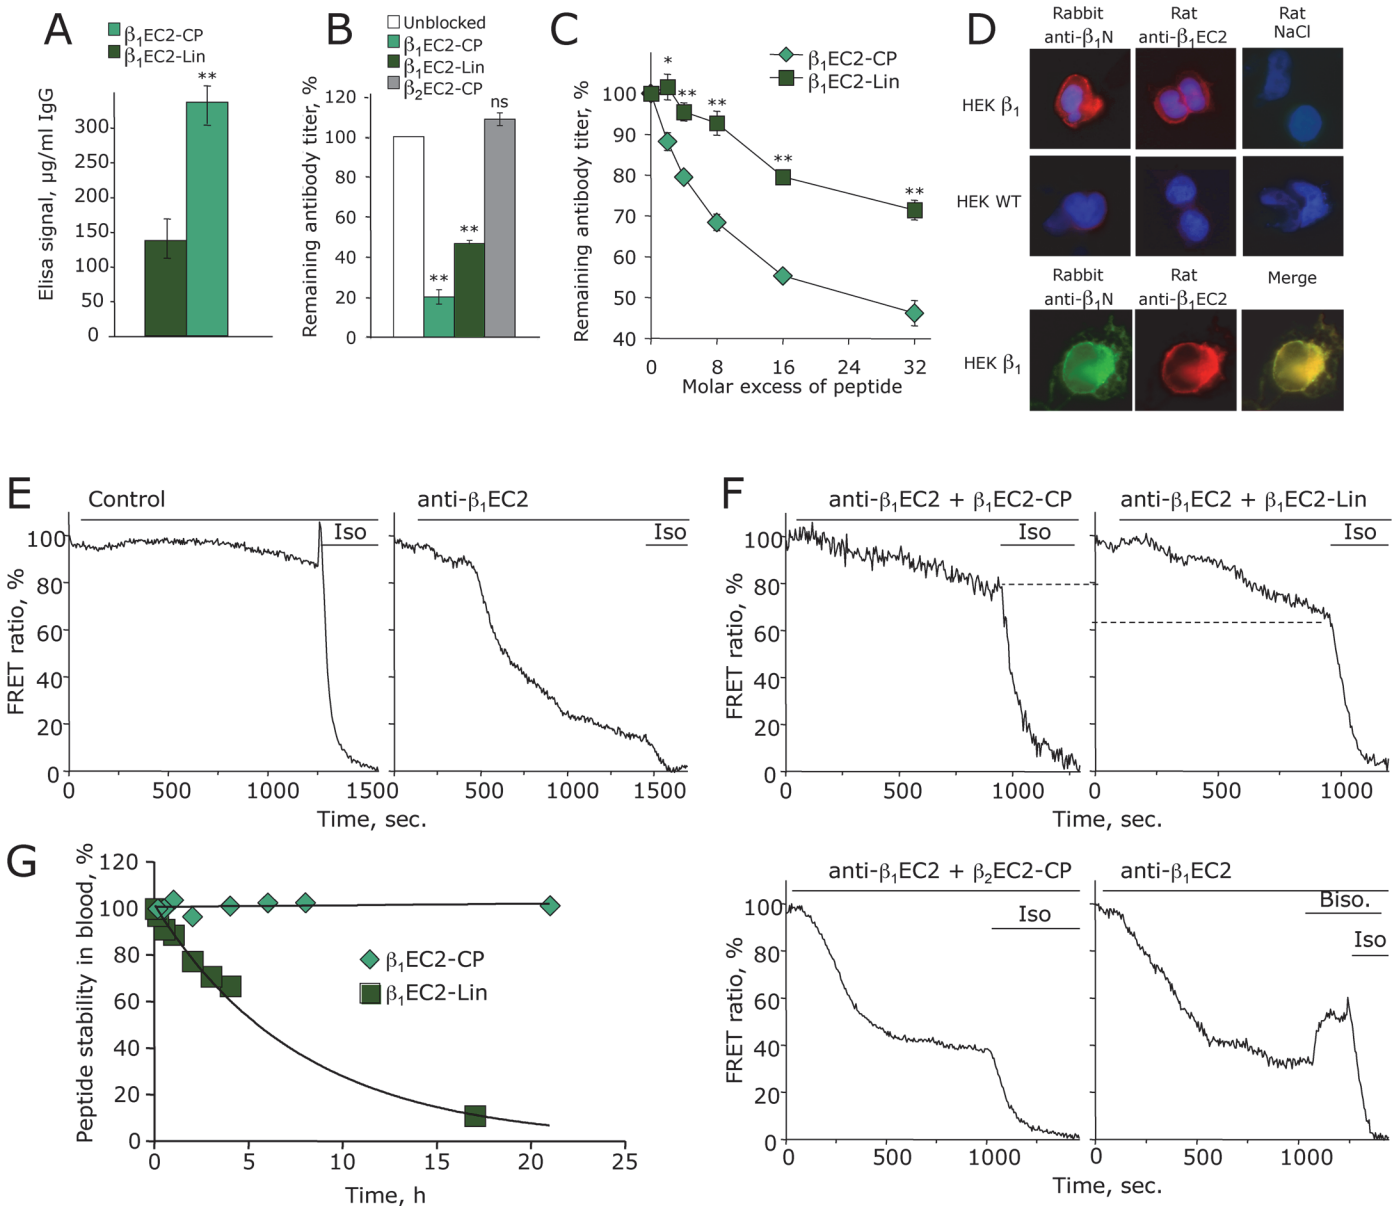 A
β1EC2-CP
β1EC2-Lin
**
Elisa signal, µg/ml IgG
300
250
200
150
100
50
0
B
Unblocked
β1EC2-CP
β1EC2-Lin
β2EC2-CP
ns
**
**
Remaining antibody titer, %
120
100
80
60
40
20
0
C
β1EC2-CP
β1EC2-Lin
*
**
**
**
**
Remaining antibody titer, %
100
90
80
70
60
50
40
0 8 16 24 32
Molar excess of peptide
D
Rabbit anti-β1N
Rat anti-β1EC2
Rat NaCl
HEK β1
HEK WT
Rabbit anti-β1N
Rat anti-β1EC2
Merge
HEK β1
E
Control
Iso
anti-β1EC2
Iso
FRET ratio, %
100
80
60
40
20
0
0 500 1000 1500
500 1000 1500
Time, sec.
F
anti-β1EC2 + β1EC2-CP
Iso
anti-β1EC2 + β1EC2-Lin
Iso
FRET ratio, %
100
80
60
40
20
0
0 500 1000
0 500 1000
Time, sec.
anti-β1EC2 + β2EC2-CP
Iso
anti-β1EC2
Biso.
Iso
FRET ratio, %
100
80
60
40
20
0
0 500 1000
0 500 1000
Time, sec.
G
Peptide stability in blood, %
120
100
80
60
40
20
0
β1EC2-CP
β1EC2-Lin
0 5 10 15 20 25
Time, h